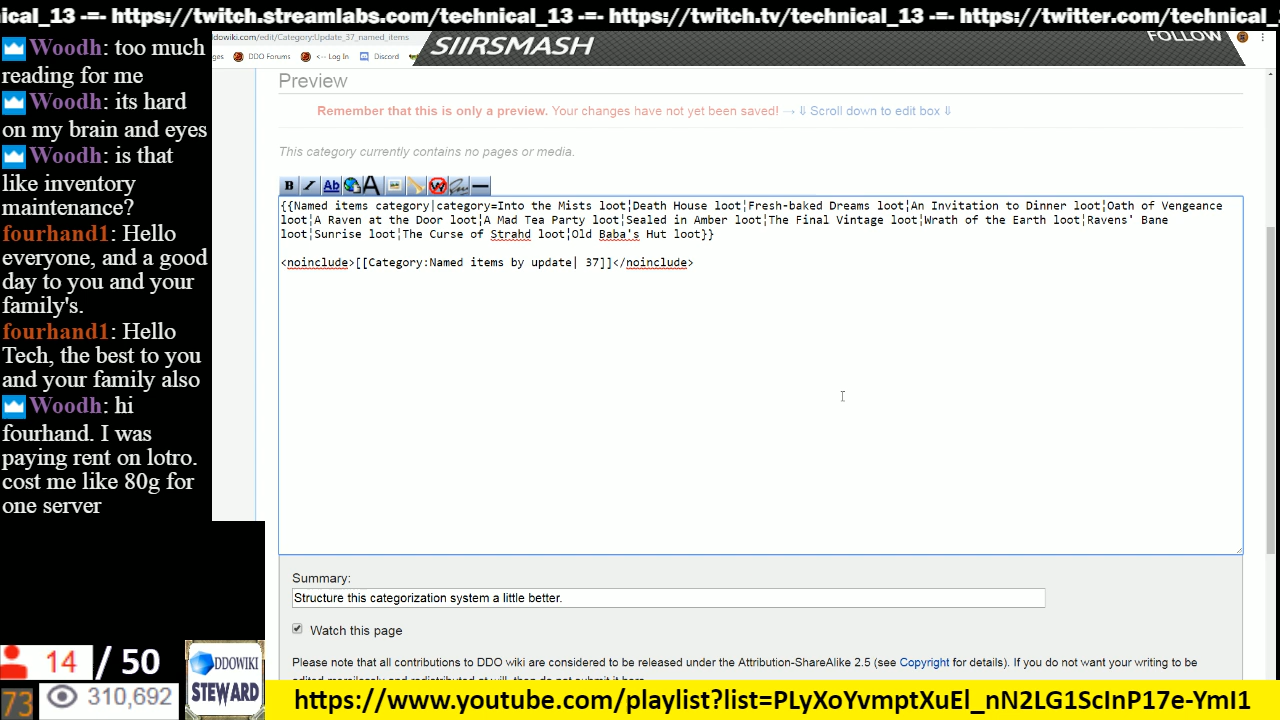 ical_13 -=- https://twitch.streamlabs.com/technical_13 -=- https://twitch.tv/technical_13 -=- https://twitter.com/technical_
Woodh: too much
reading for me
Woodh: its hard
on my brain and eyes
Woodh: is that
like inventory
maintenance?
fourhand1: Hello
everyone, and a good
day to you and your
family's.
fourhand1: Hello
Tech, the best to you
and your family also
Woodh: hi
fourhand. I was
paying rent on lotro.
cost me like 80g for
one server
ddowiki.com/edit/Category:Update_37_named_items
SIIRSMASH
FOLLOW
ges DDO Forums <-- Log In Discord
Preview
Remember that this is only a preview. Your changes have not yet been saved! → ⇓ Scroll down to edit box ⇓
This category currently contains no pages or media.
B I Ab A W
{{Named items category|category=Into the Mists loot¦Death House loot¦Fresh-baked Dreams loot¦An Invitation to Dinner loot¦Oath of Vengeance
loot¦A Raven at the Door loot¦A Mad Tea Party loot¦Sealed in Amber loot¦The Final Vintage loot¦Wrath of the Earth loot¦Ravens' Bane
loot¦Sunrise loot¦The Curse of Strahd loot¦Old Baba's Hut loot}}
<noinclude>[[Category:Named items by update| 37]]</noinclude>
Summary:
Structure this categorization system a little better.
Watch this page
Please note that all contributions to DDO wiki are considered to be released under the Attribution-ShareAlike 2.5 (see Copyright for details). If you do not want your writing to be
14 / 50
73 310,692
DDOWIKI
STEWARD
https://www.youtube.com/playlist?list=PLyXoYvmptXuEl_nN2LG1ScInP17e-YmI1